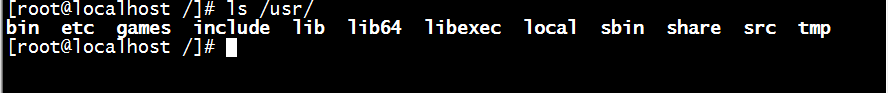 [root@localhost /]# ls /usr/
bin  etc  games  include  lib  lib64  libexec  local  sbin  share  src  tmp
[root@localhost /]#